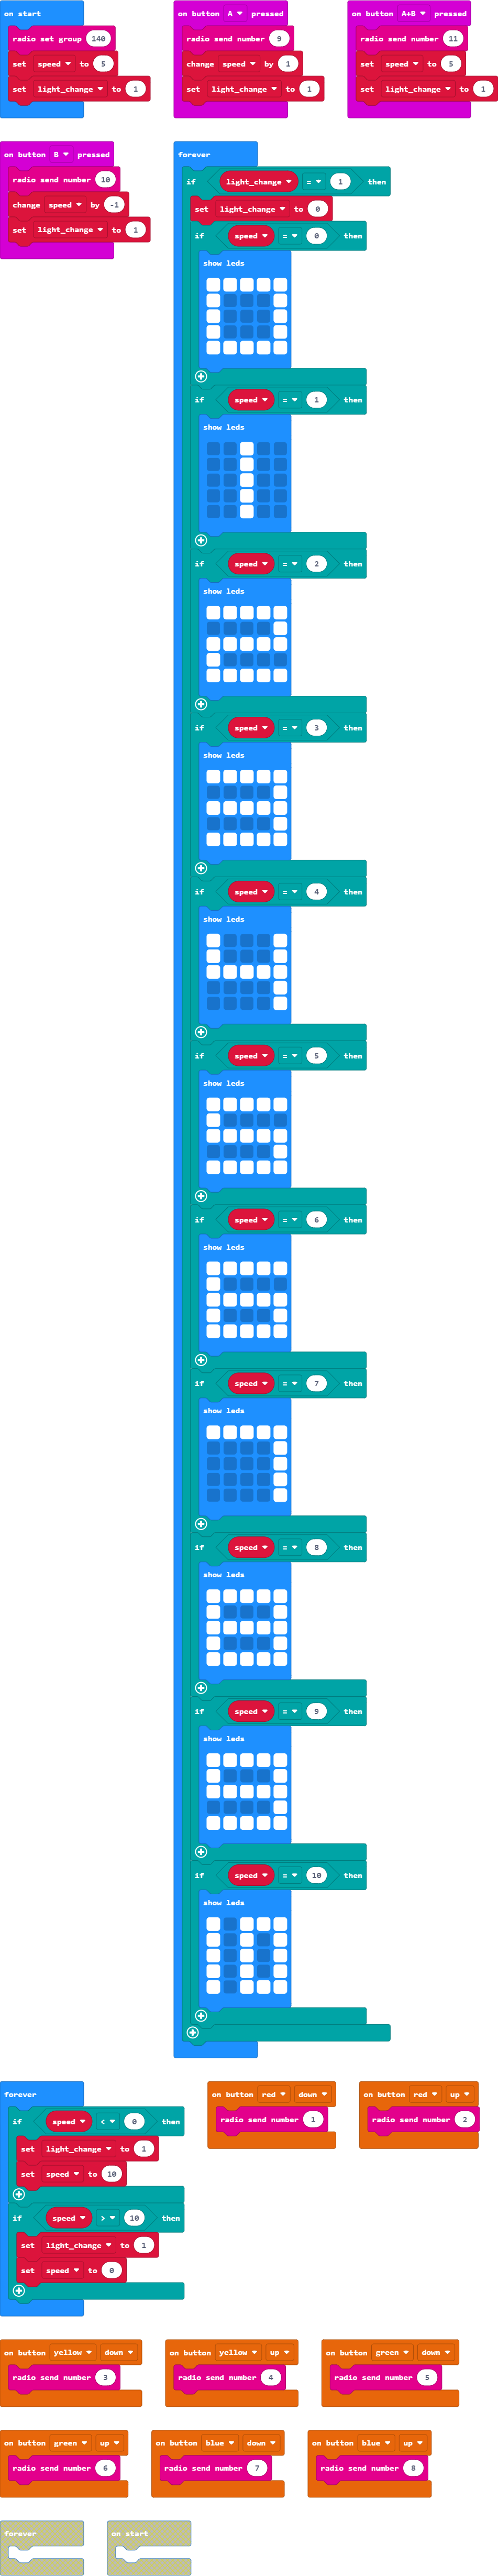 on start
radio set group 140
set speed to 5
set light_change to 1
on button A pressed
radio send number 9
change speed by 1
set light_change to 1
on button A+B pressed
radio send number 11
set speed to 5
set light_change to 1
on button B pressed
radio send number 10
change speed by -1
set light_change to 1
forever
if light_change = 1 then
set light_change to 0
if speed = 0 then
show leds
if speed = 1 then
show leds
if speed = 2 then
show leds
if speed = 3 then
show leds
if speed = 4 then
show leds
if speed = 5 then
show leds
if speed = 6 then
show leds
if speed = 7 then
show leds
if speed = 8 then
show leds
if speed = 9 then
show leds
if speed = 10 then
show leds
forever
if speed < 0 then
set light_change to 1
set speed to 10
if speed > 10 then
set light_change to 1
set speed to 0
on button red down
radio send number 1
on button red up
radio send number 2
on button yellow down
radio send number 3
on button yellow up
radio send number 4
on button green down
radio send number 5
on button green up
radio send number 6
on button blue down
radio send number 7
on button blue up
radio send number 8
forever
on start